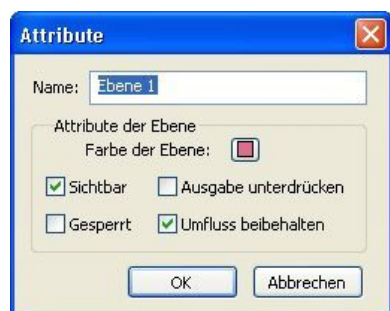 Attribute
Name: Ebene 1
Attribute der Ebene
Farbe der Ebene:
Sichtbar Ausgabe unterdrücken
Gesperrt Umfluss beibehalten
OK Abbrechen